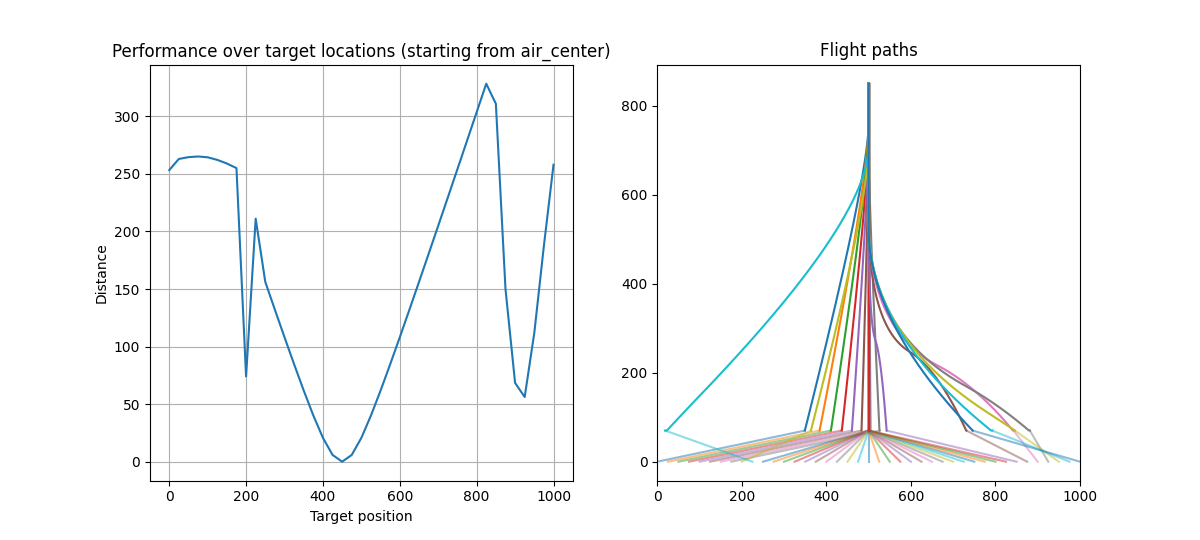 Performance over target locations (starting from air_center)
Distance
300
250
200
150
100
50
0
0 200 400 600 800 1000
Target position
Flight paths
800
600
400
200
0
0 200 400 600 800 1000